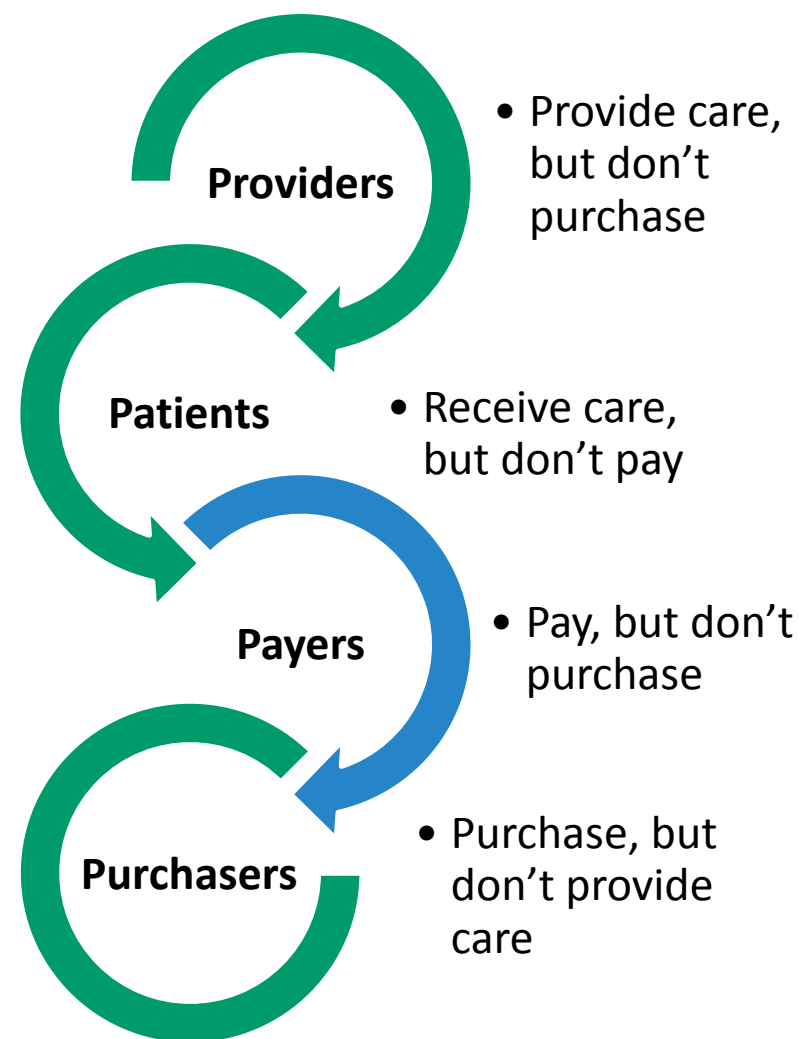 Providers
• Provide care,
but don’t
purchase
Patients
• Receive care,
but don’t pay
Payers
• Pay, but don’t
purchase
Purchasers
• Purchase, but
don’t provide
care